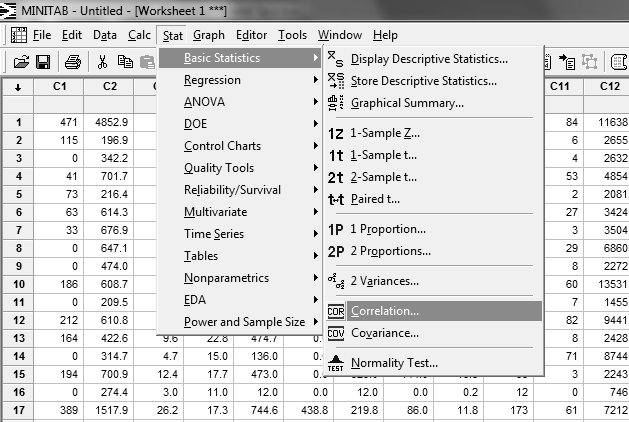 MINITAB - Untitled - [Worksheet 1 ***]
File Edit Data Calc Stat Graph Editor Tools Window Help
Basic Statistics
Regression
ANOVA
DOE
Control Charts
Quality Tools
Reliability/Survival
Multivariate
Time Series
Tables
Nonparametrics
EDA
Power and Sample Size
Display Descriptive Statistics...
Store Descriptive Statistics...
Graphical Summary...
1Z 1-Sample Z...
1t 1-Sample t...
2t 2-Sample t...
t-t Paired t...
1P 1 Proportion...
2P 2 Proportions...
2 Variances...
COR Correlation...
COV Covariance...
TEST Normality Test...
C1 C2 C11 C12
1 471 4852.9 84 11638
2 115 196.9 6 2655
3 0 342.2 4 2632
4 41 701.7 53 4854
5 73 216.4 2 2081
6 63 614.3 27 3424
7 33 676.9 3 3504
8 0 647.1 29 6860
9 0 474.0 8 2272
10 186 608.7 60 13531
11 0 209.5 7 1455
12 212 610.8 82 9441
13 164 422.6 9.6 22.8 474.7 8 2428
14 0 314.7 4.7 15.0 136.0 71 8744
15 194 700.9 12.4 17.7 473.0 3 743
16 0 274.4 3.0 11.0 12.0 0.0 12.0 0.0 0.2 12 0 746
17 389 1517.9 26.2 17.3 744.6 438.8 219.8 86.0 11.8 173 61 7212